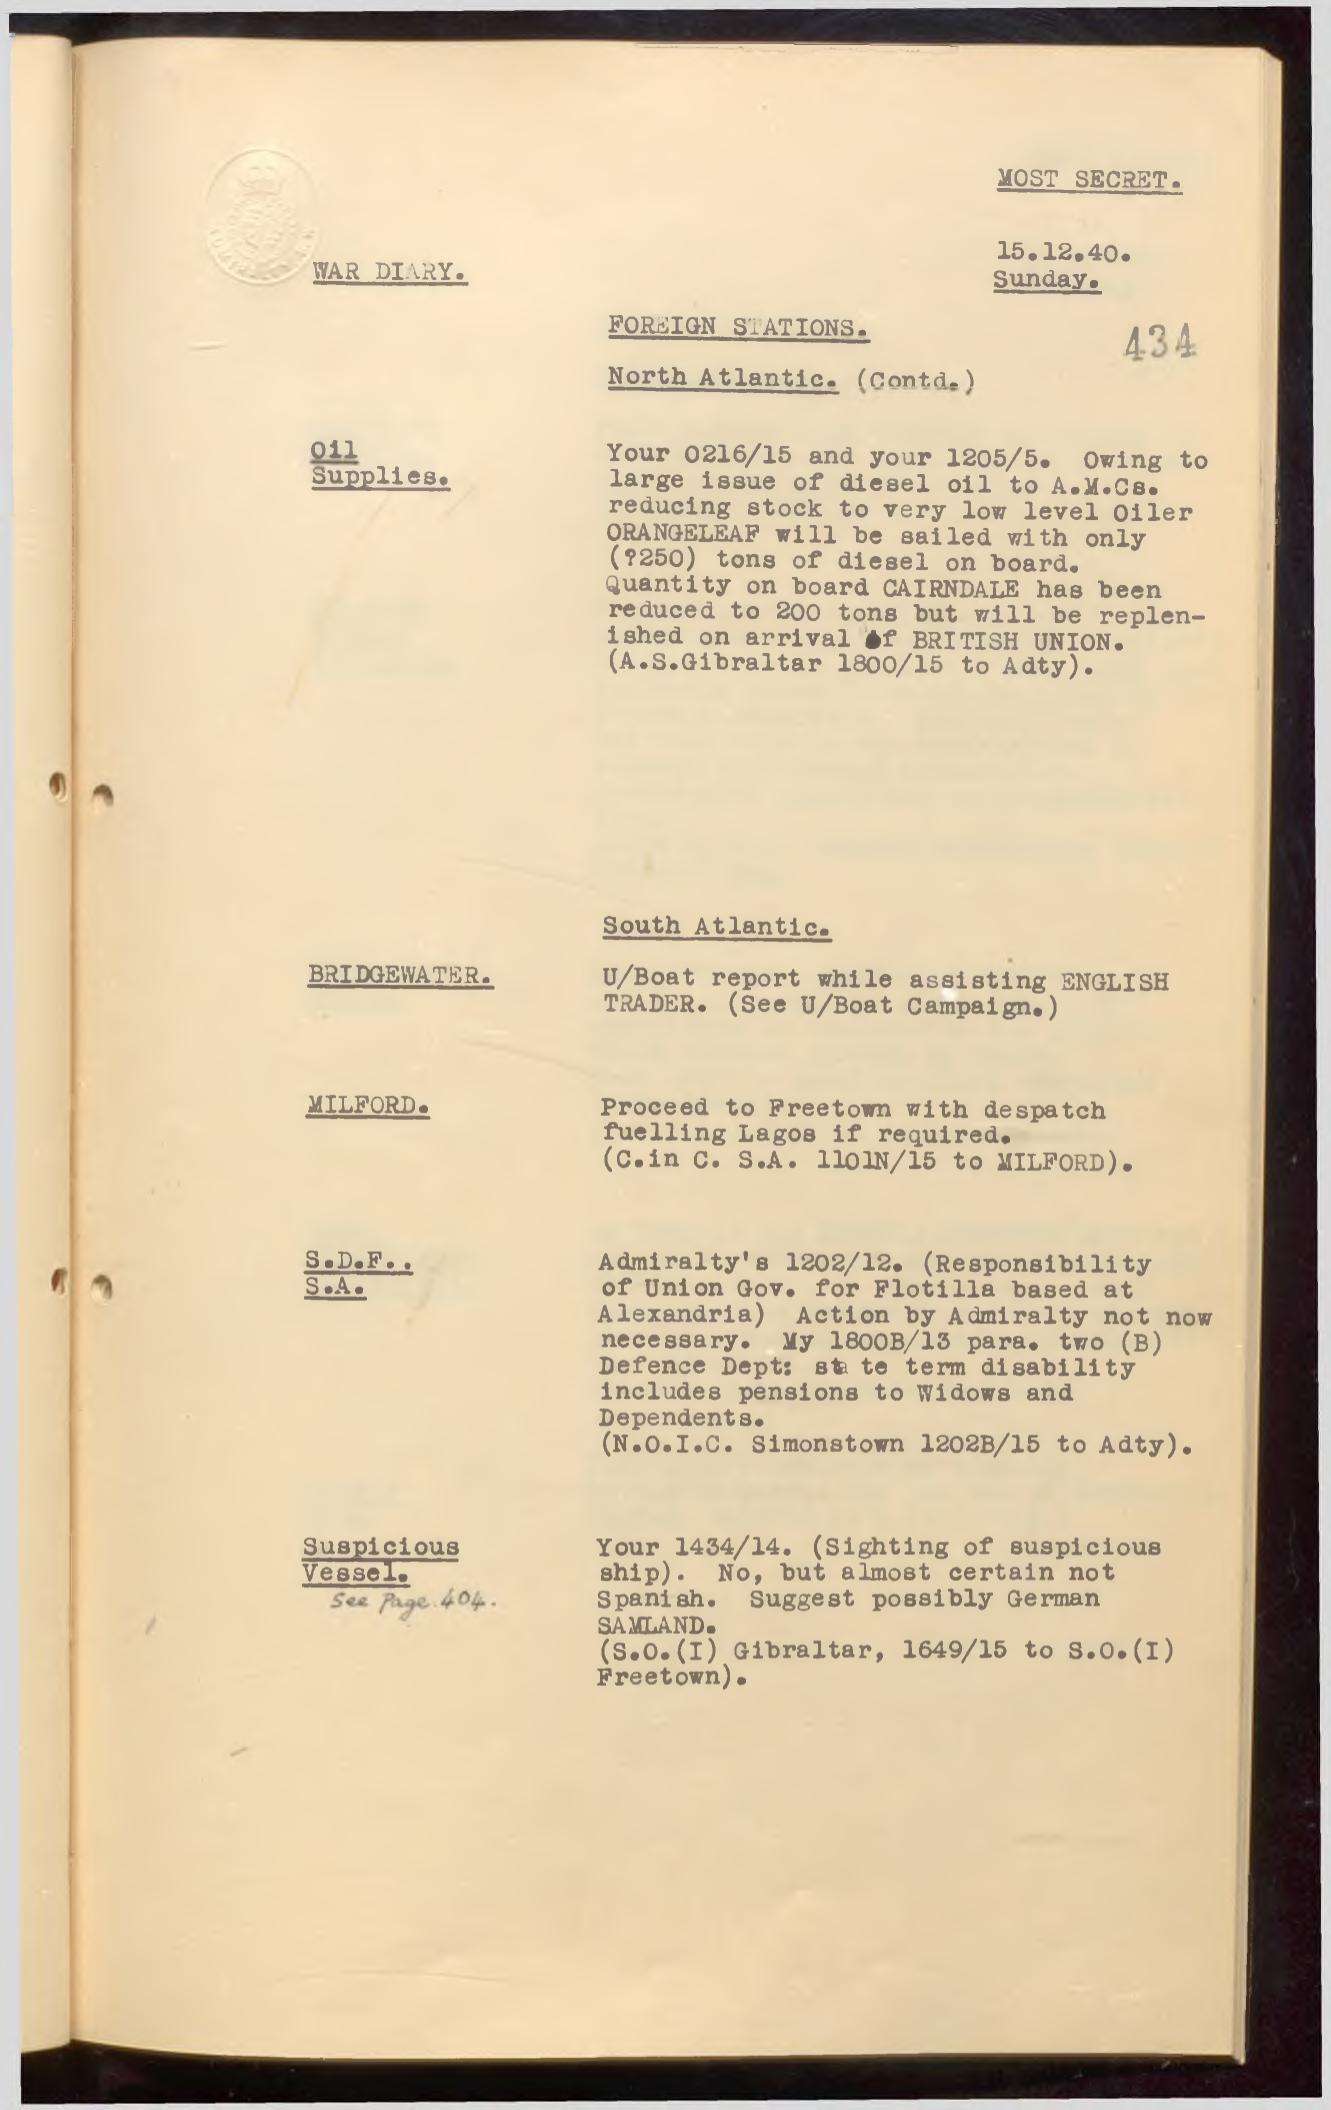 MOST SECRET.
15.12.40.
Sunday.
WAR DIARY.
FOREIGN STATIONS.
434
North Atlantic. (Contd.)
Oil
Supplies.
Your 0216/15 and your 1205/5. Owing to
large issue of diesel oil to A.M.Cs.
reducing stock to very low level Oiler
ORANGELEAF will be sailed with only
(?250) tons of diesel on board.
Quantity on board CAIRNDALE has been
reduced to 200 tons but will be replen-
ished on arrival of BRITISH UNION.
(A.S.Gibraltar 1800/15 to Adty).
South Atlantic.
BRIDGEWATER.
U/Boat report while assisting ENGLISH
TRADER. (See U/Boat Campaign.)
MILFORD.
Proceed to Freetown with despatch
fuelling Lagos if required.
(C.in C. S.A. 1101N/15 to MILFORD).
S.D.F..
S.A.
Admiralty's 1202/12. (Responsibility
of Union Gov. for Flotilla based at
Alexandria) Action by Admiralty not now
necessary. My 1800B/13 para. two (B)
Defence Dept: sta te term disability
includes pensions to Widows and
Dependents.
(N.O.I.C. Simonstown 1202B/15 to Adty).
Suspicious
Vessel.
See Page.404.
Your 1434/14. (Sighting of suspicious
ship). No, but almost certain not
Spanish. Suggest possibly German
SAMLAND.
(S.O.(I) Gibraltar, 1649/15 to S.O.(I)
Freetown).